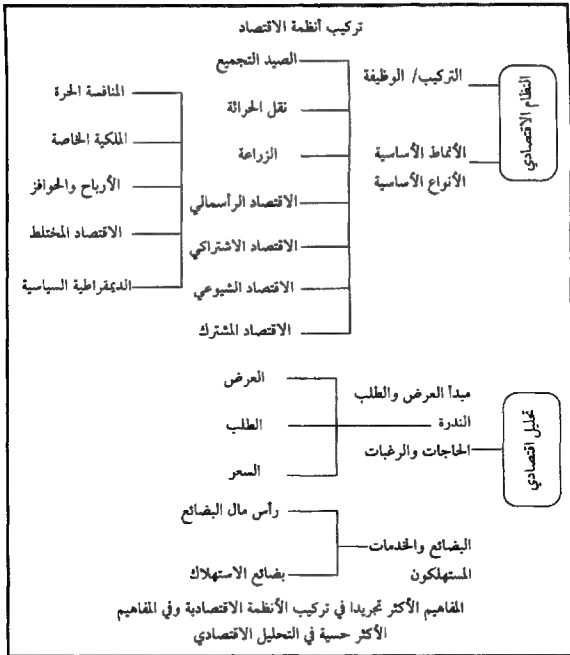 تركيب أنظمة الاقتصاد
النظام الاقتصادي
التركيب/ الوظيفة
الأنماط الأساسية
الأنواع الأساسية
الصيد التجميع
نقل الحراثة
الزراعة
الاقتصاد الرأسمالي
الاقتصاد الاشتراكي
الاقتصاد الشيوعي
الاقتصاد المشترك
المنافسة الحرة
الملكية الخاصة
الأرباح والحوافز
الاقتصاد المختلط
الديمقراطية السياسية
تحليل اقتصادي
مبدأ العرض والطلب
الندرة
الحاجات والرغبات
العرض
الطلب
السعر
البضائع والخدمات
المستهلكون
رأس مال البضائع
بضائع الاستهلاك
المفاهيم الأكثر تجريدا في تركيب الأنظمة الاقتصادية وفي المفاهيم
الأكثر حسية في التحليل الاقتصادي